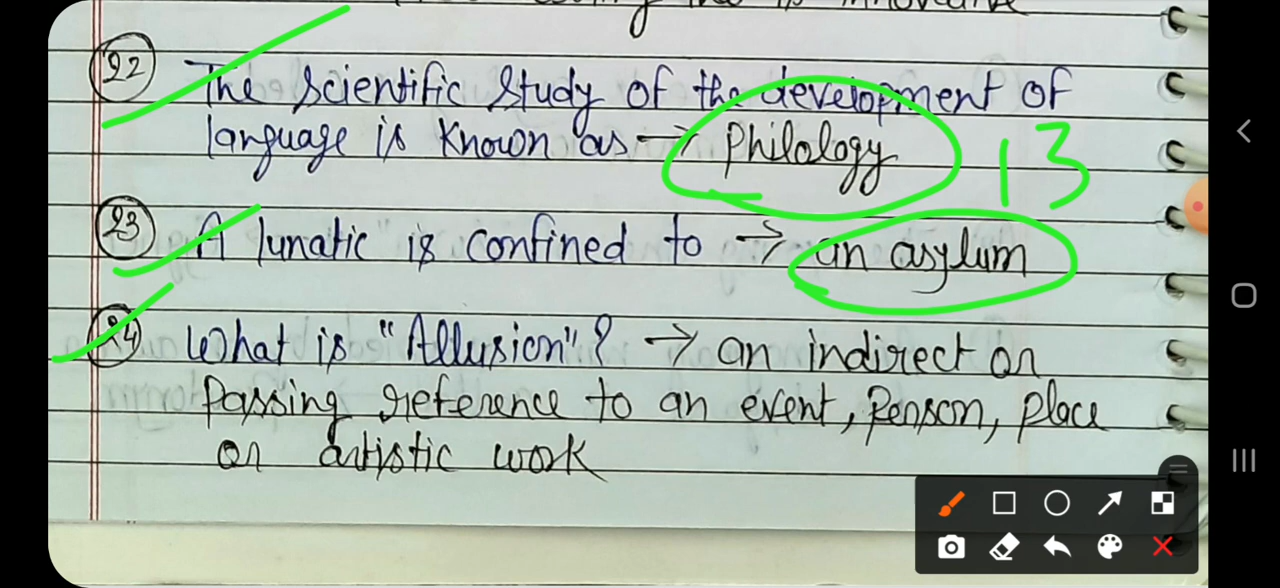 22 The Scientific Study of the development of
language is known as → Philology
13
23 A lunatic is confined to → an asylum
24 What is "Allusion"? → an indirect or
passing reference to an event, Person, place
or artistic work